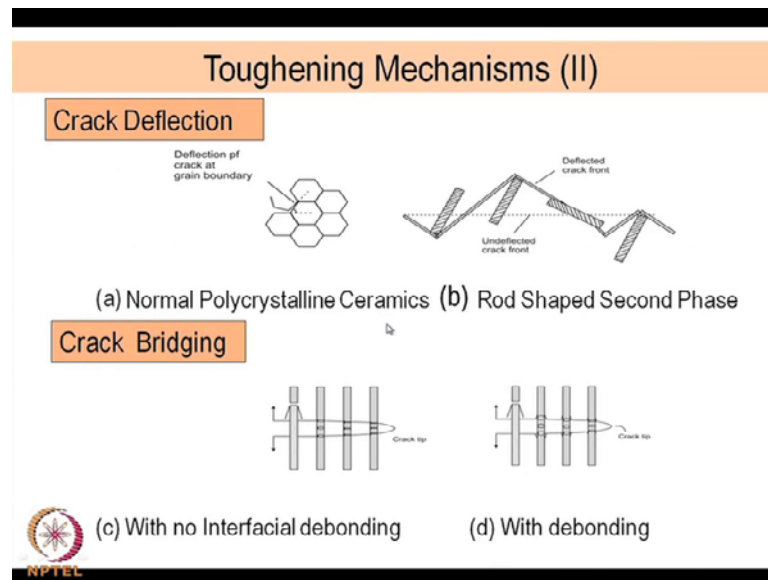 Toughening Mechanisms (II)
Crack Deflection
Deflection pf
crack at
grain boundary
Deflected
crack front
Undeflected
crack front
(a) Normal Polycrystalline Ceramics (b) Rod Shaped Second Phase
Crack Bridging
Crack tip
Crack tip
(c) With no Interfacial debonding (d) With debonding
NPTEL